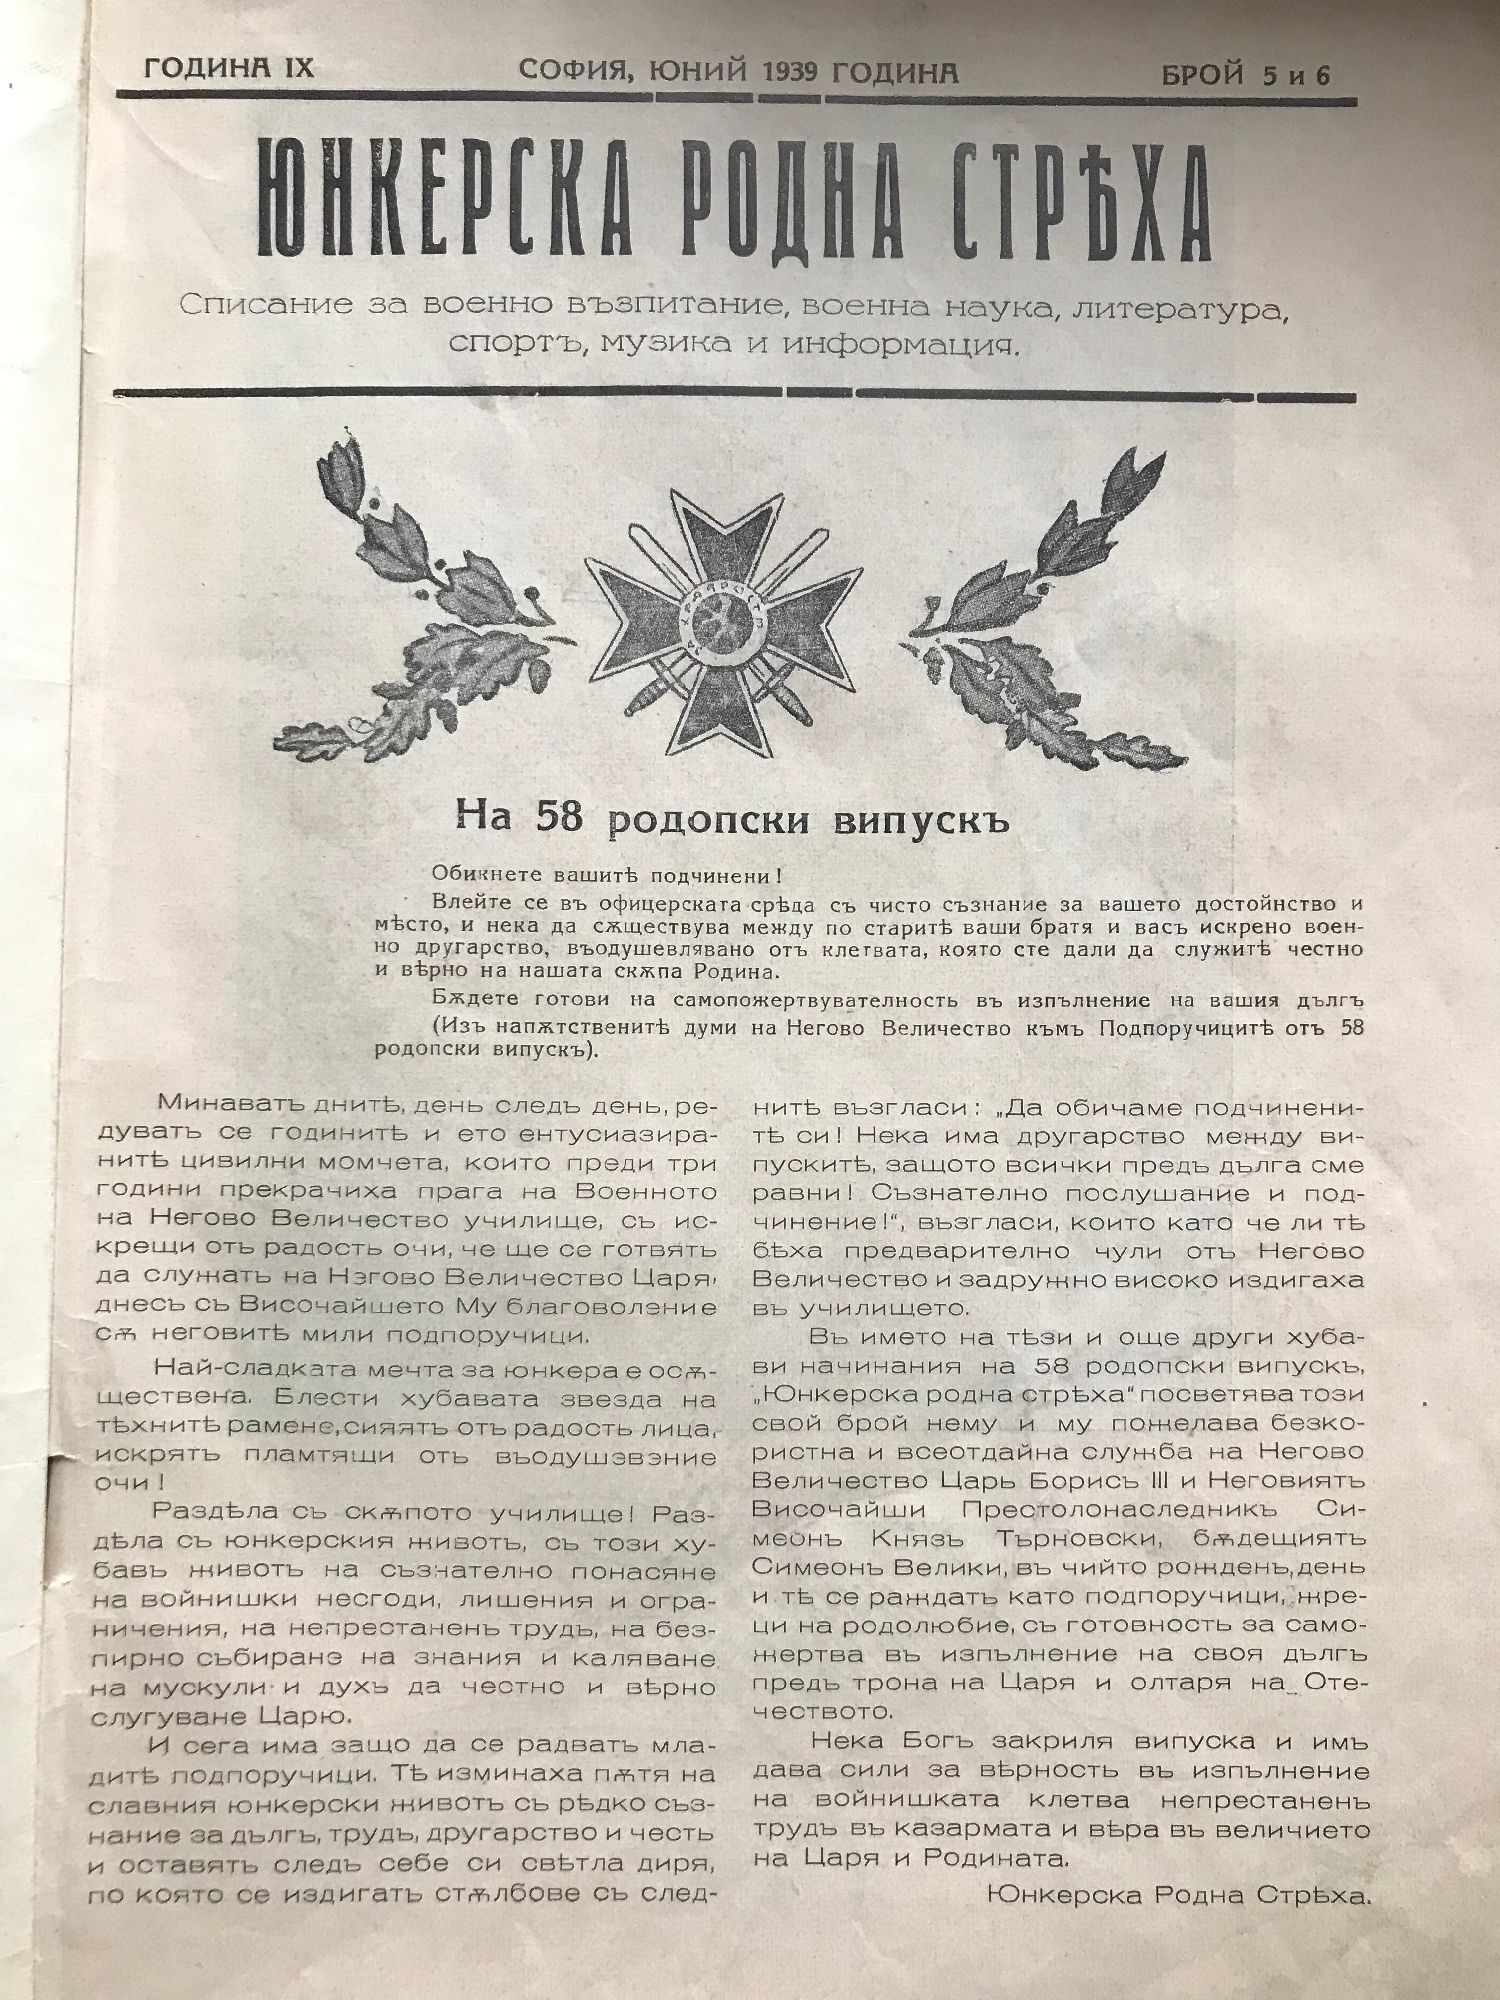 ГОДИНА IX
СОФИЯ, ЮНИЙ 1939 ГОДИНА
БРОЙ 5 и 6
ЮНКЕРСКА РОДНА СТРѢХА
Списание за военно възпитание, военна наука, литература,
спортъ, музика и информация.
ЗА ХРАБРОСТЬ
На 58 родопски випускъ
Обикнете вашитѣ подчинени!
Влейте се въ офицерската срѣда съ чисто съзнание за вашето достойнство и
мѣсто, и нека да сѫществува между по старитѣ ваши братя и васъ искрено воен-
но другарство, въодушевлявано отъ клетвата, която сте дали да служитѣ честно
и вѣрно на нашата скѫпа Родина.
Бѫдете готови на самопожертвувателность въ изпълнение на вашия дългъ
(Изъ напѫтственитѣ думи на Негово Величество къмъ Подпоручицитѣ отъ 58
родопски випускъ).
Минаватъ днитѣ, день следъ день, ре-
дуватъ се годинитѣ и ето ентусиазира-
нитѣ цивилни момчета, които преди три
години прекрачиха прага на Военното
на Негово Величество училище, съ ис-
крещи отъ радость очи, че ще се готвятъ
да служатъ на Нэгово Величество Царя,
днесъ съ Височайшето Му благоволэние
сѫ неговитѣ мили подпоручици.
Най-сладката мечта за юнкера е осѫ-
ществена. Блести хубавата звезда на
тѣхнитѣ рамене, сияятъ отъ радость лица,
искрятъ пламтящи отъ въодушэвэние
очи!
Раздѣла съ скѫпото училище! Раз-
дѣла съ юнкерския животъ, съ този ху-
бавъ животъ на съзнателно понасяне
на войнишки несгоди, лишения и огра-
ничения, на непрестаненъ трудъ, на без-
пирно събиранэ на знания и каляване
на мускули и духъ да честно и вѣрно
слугуване Царю.
И сега има защо да се радватъ мла-
дитѣ подпоручици. Тѣ изминаха пѫтя на
славния юнкерски животъ съ рѣдко съз-
нание за дългъ, трудъ, другарство и честь
и оставятъ следъ себе си свѣтла диря,
по която се издигатъ стѫлбове съ след-
нитѣ възгласи: „Да обичаме подчинени-
тѣ си! Нека има другарство между ви-
пускитѣ, защото всички предъ дълга сме
равни! Съзнателно послушание и под-
чинение!“, възгласи, които като че ли тѣ
бѣха предварително чули отъ Негово
Величество и задружно високо издигаха
въ училището.
Въ името на тѣзи и още други хуба-
ви начинания на 58 родопски випускъ,
„Юнкерска родна стрѣха“ посветява този
свой брой нему и му пожелава безко-
ристна и всеотдайна служба на Негово
Величество Царь Борисъ III и Неговиятъ
Височайши Престолонаследникъ Си-
меонъ Князъ Търновски, бѫдещиятъ
Симеонъ Велики, въ чийто рожденъ день
и тѣ се раждатъ като подпоручици, жре-
ци на родолюбие, съ готовность за само-
жертва въ изпълнение на своя дългъ
предъ трона на Царя и олтаря на Оте-
чеството.
Нека Богъ закриля випуска и имъ
дава сили за вѣрность въ изпълнение
на войнишката клетва непрестаненъ
трудъ въ казармата и вѣра въ величието
на Царя и Родината.
Юнкерска Родна Стрѣха.